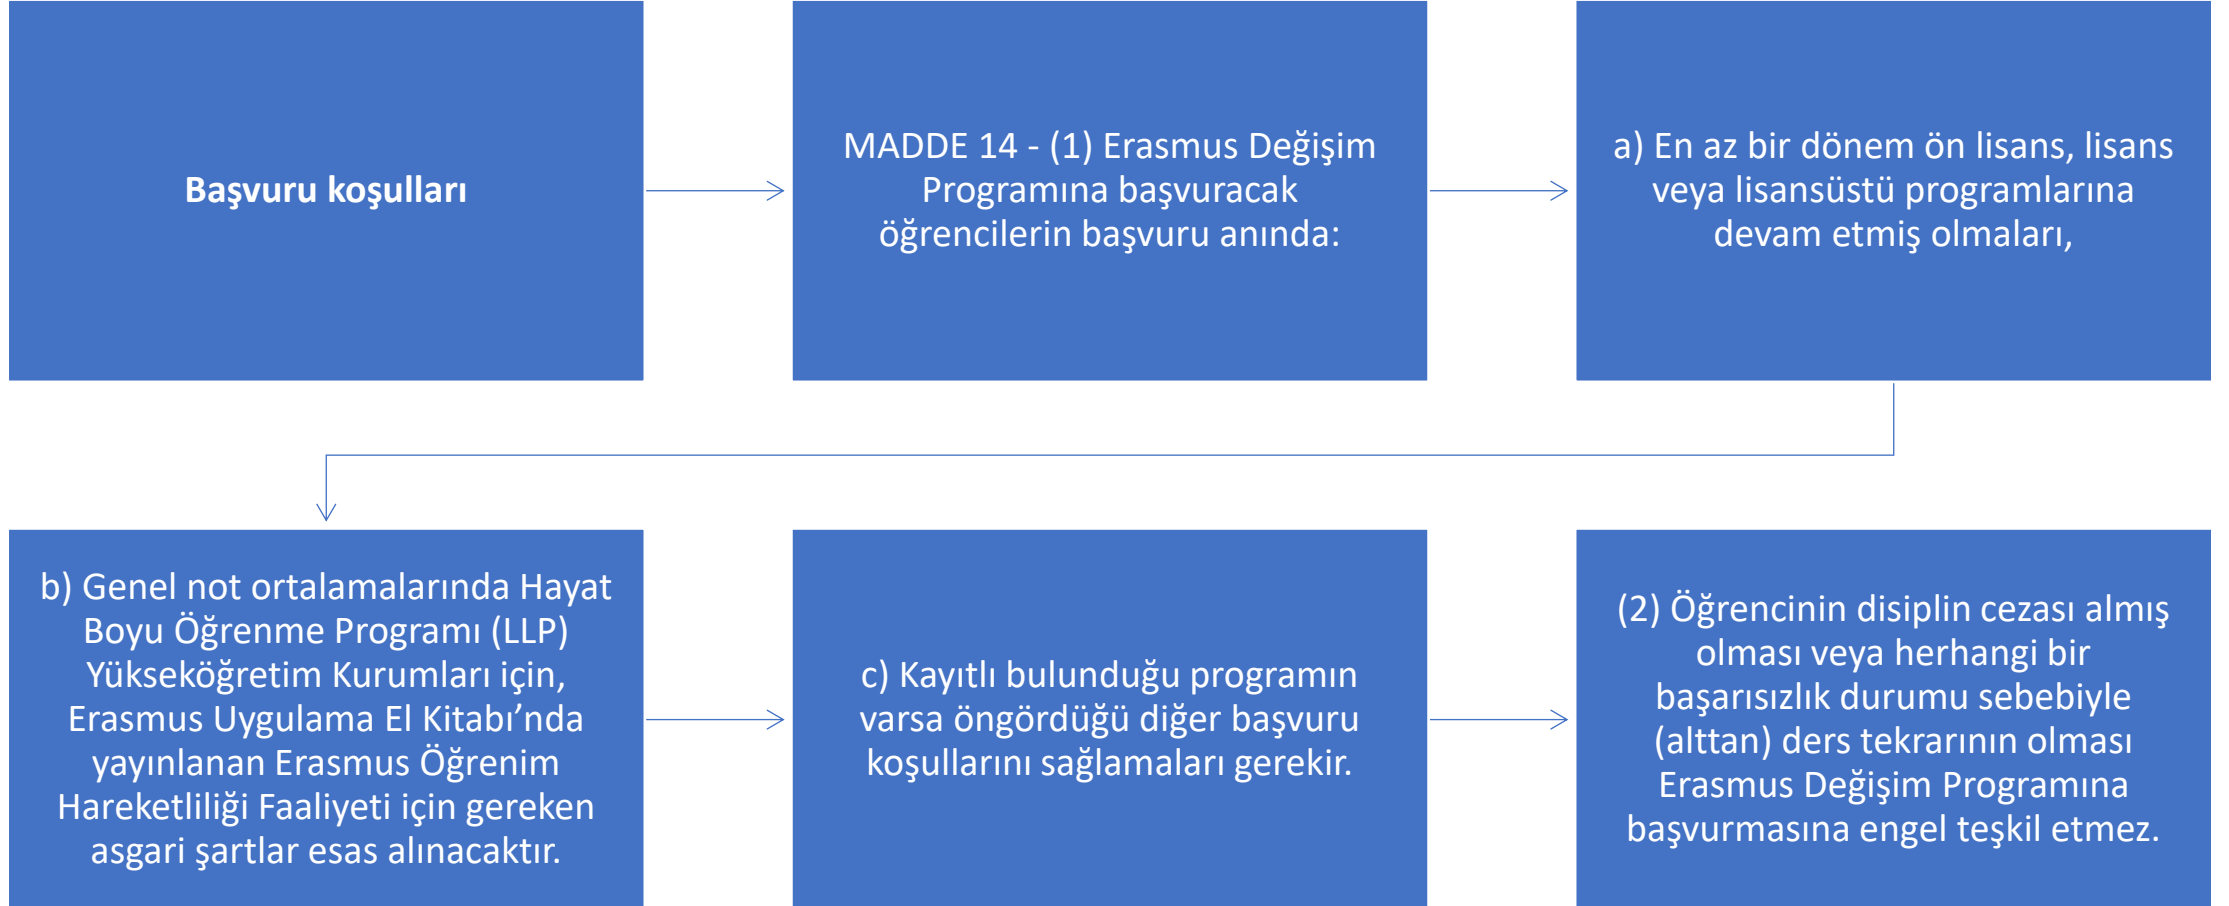 Başvuru koşulları
MADDE 14 - (1) Erasmus Değişim
Programına başvuracak
öğrencilerin başvuru anında:
a) En az bir dönem ön lisans, lisans
veya lisansüstü programlarına
devam etmiş olmaları,
b) Genel not ortalamalarında Hayat
Boyu Öğrenme Programı (LLP)
Yükseköğretim Kurumları için,
Erasmus Uygulama El Kitabı’nda
yayınlanan Erasmus Öğrenim
Hareketliliği Faaliyeti için gereken
asgari şartlar esas alınacaktır.
c) Kayıtlı bulunduğu programın
varsa öngördüğü diğer başvuru
koşullarını sağlamaları gerekir.
(2) Öğrencinin disiplin cezası almış
olması veya herhangi bir
başarısızlık durumu sebebiyle
(alttan) ders tekrarının olması
Erasmus Değişim Programına
başvurmasına engel teşkil etmez.